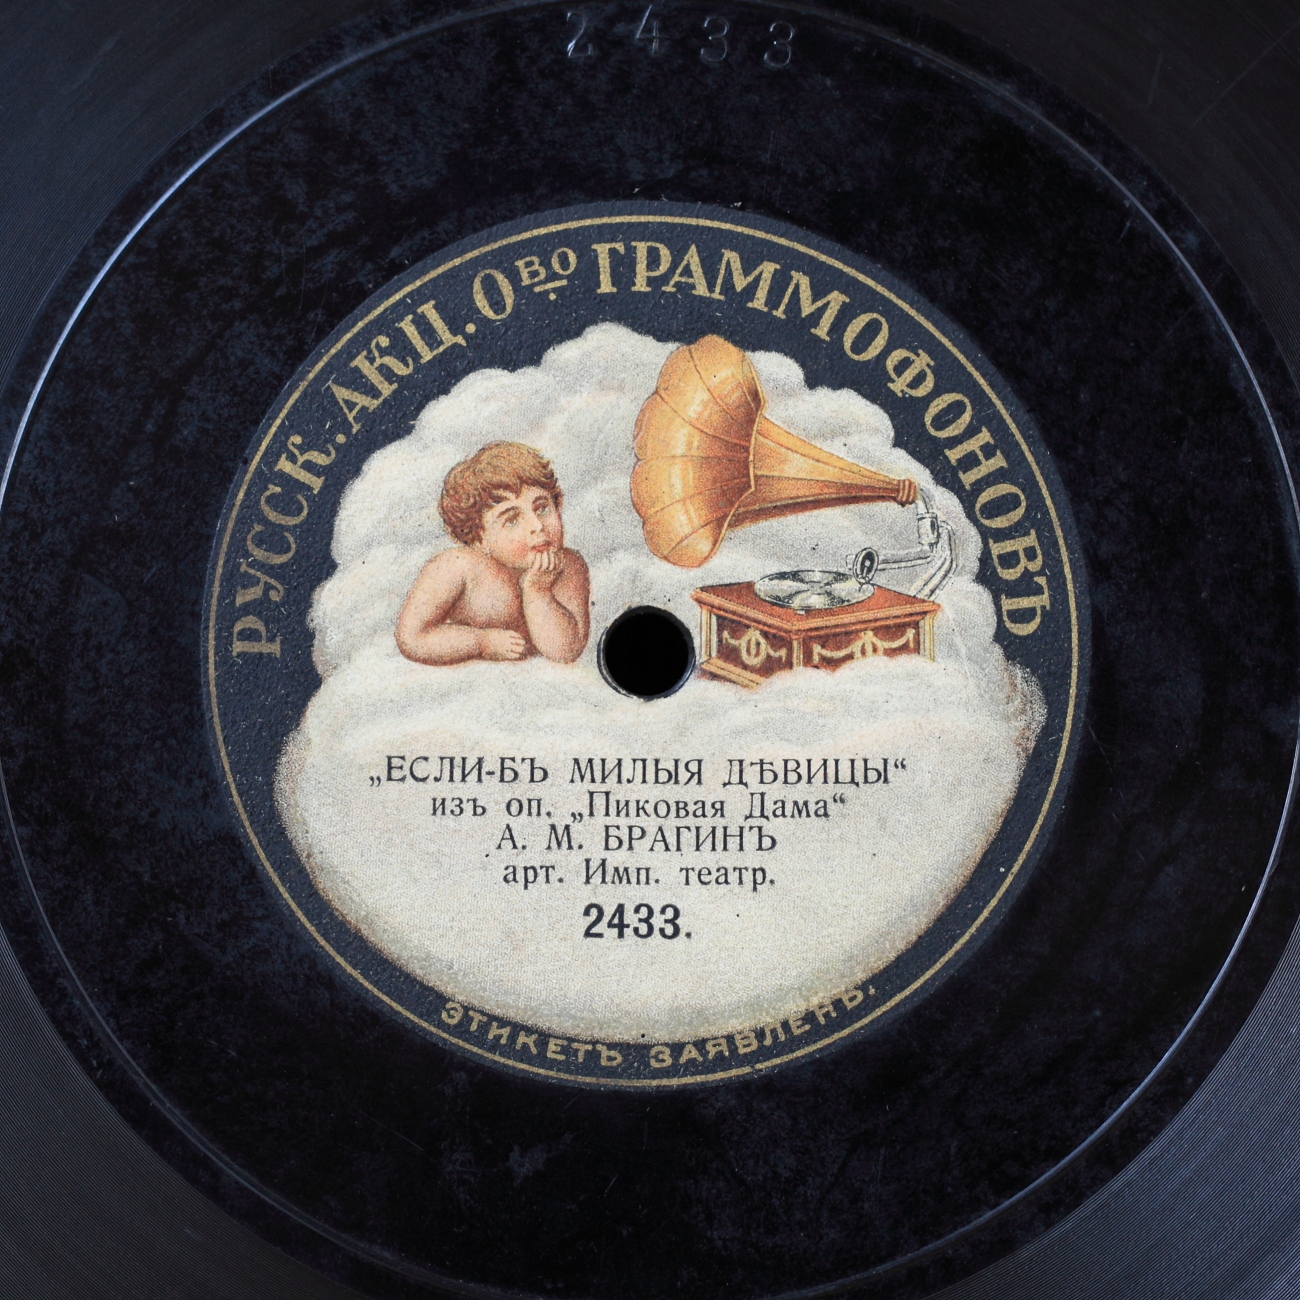 2433
РУССК. АКЦ. Ово ГРАММОФОНОВЪ
„ЕСЛИ-БЪ МИЛЫЯ ДѢВИЦЫ“
изъ оп. „Пиковая Дама“
А. М. БРАГИНЪ
арт. Имп. театр.
2433.
ЭТИКЕТЪ ЗАЯВЛЕНЪ.